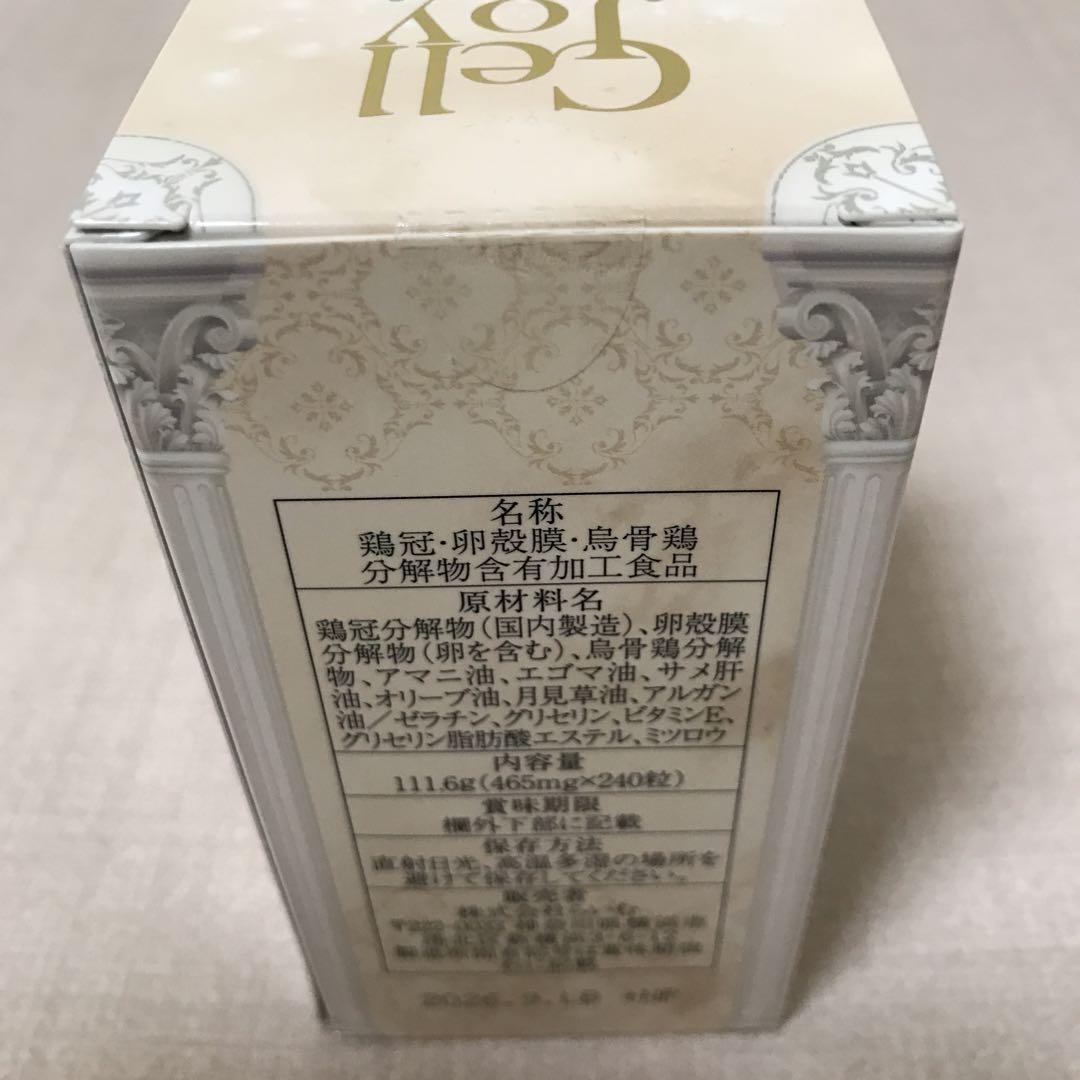 Cell
Joy
名称
鶏冠・卵殻膜・烏骨鶏
分解物含有加工食品
原材料名
鶏冠分解物(国内製造)、卵殻膜
分解物(卵を含む)、烏骨鶏分解
物、アマニ油、エゴマ油、サメ肝
油、オリーブ油、月見草油、アルガン
油/ゼラチン、グリセリン、ビタミンE、
グリセリン脂肪酸エステル、ミツロウ
内容量
111.6g(465mg×240粒)
賞味期限
欄外下部に記載
保存方法
直射日光、高温多湿の場所を
避けて保存してください。
販売者
株式会社らいむ